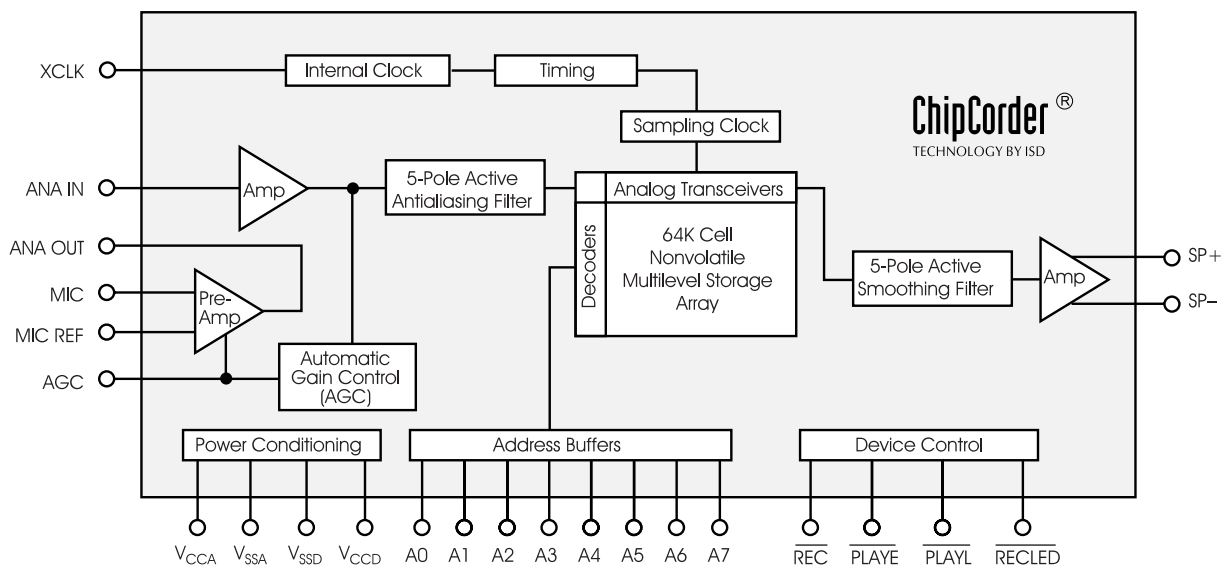 XCLK
Internal Clock
Timing
ChipCorder ®
TECHNOLOGY BY ISD
Sampling Clock
ANA IN
Amp
5-Pole Active
Antialiasing Filter
Analog Transceivers
Decoders
64K Cell
Nonvolatile
Multilevel Storage
Array
ANA OUT
MIC
Pre-
Amp
MIC REF
AGC
Automatic
Gain Control
(AGC)
5-Pole Active
Smoothing Filter
Amp
SP+
SP–
Power Conditioning
Address Buffers
Device Control
VCCA VSSA VSSD VCCD A0 A1 A2 A3 A4 A5 A6 A7 REC PLAYE PLAYL RECLED